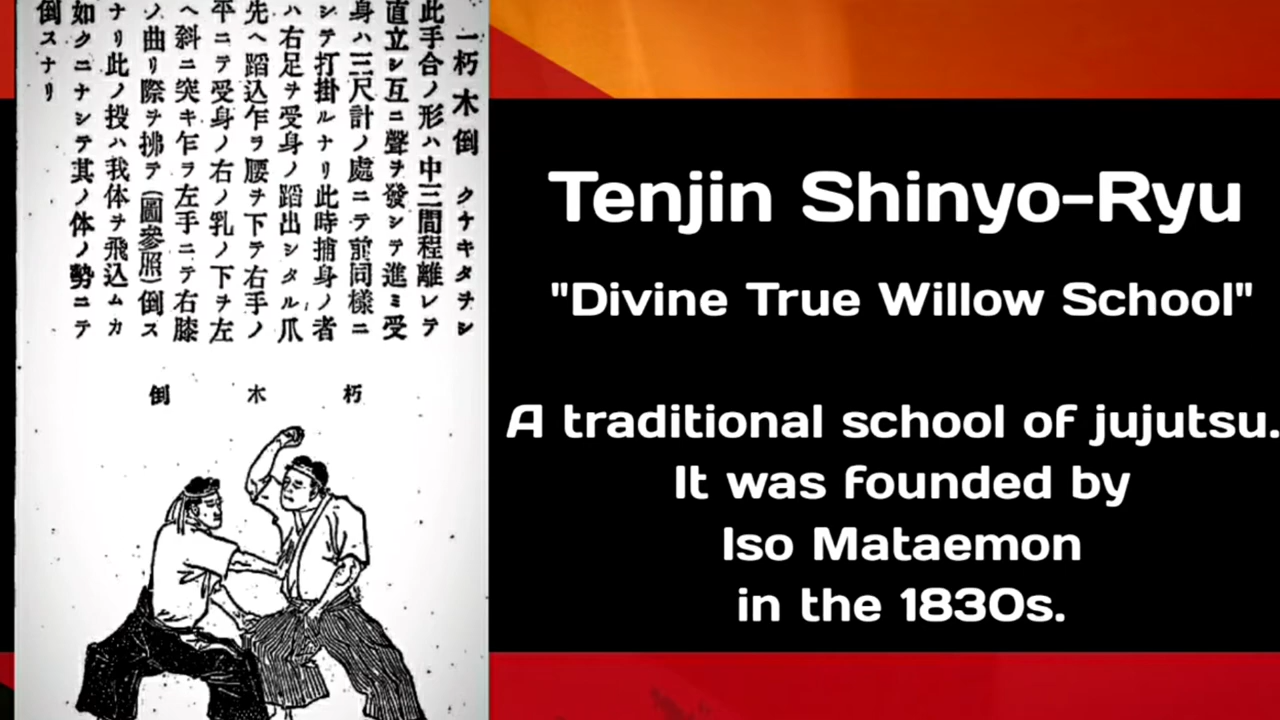 一朽木倒 クチキタヲシ
此手合ノ形ハ中三間程離レテ
直立シ互ニ聲ヲ發シテ進ミ受
身ハ三尺計ノ處ニテ前同樣ニ
シテ打掛ルナリ此時捕身ノ者
ハ右足ヲ受身ノ蹈出シタル爪
先ヘ蹈込乍ラ腰ヲ下テ右手ノ
平ニテ受身ノ右ノ乳ノ下ヲ左
ヘ斜ニ突キ乍ラ左手ニテ右膝
ノ曲リ際ヲ拂テ(圖參照)倒ス
ナリ此ノ投ハ我体ヲ飛込ムカ
如クニナシテ其ノ体ノ勢ニテ
倒スナリ
朽木倒
Tenjin Shinyo-Ryu
"Divine True Willow School"
A traditional school of jujutsu.
It was founded by
Iso Mataemon
in the 1830s.